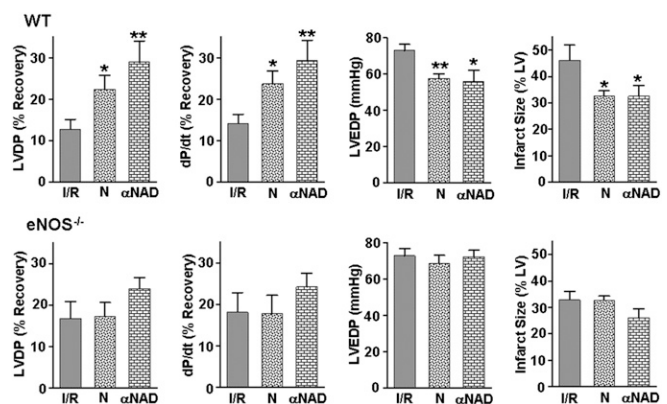 WT
LVDP (% Recovery)
30
20
10
0
**
*
I/R N αNAD
dP/dt (% Recovery)
30
20
10
0
**
*
I/R N αNAD
LVEDP (mmHg)
80
60
40
20
0
**
*
I/R N αNAD
Infarct Size (% LV)
50
40
30
20
10
0
*
*
I/R N αNAD
eNOS-/-
LVDP (% Recovery)
30
20
10
0
I/R N αNAD
dP/dt (% Recovery)
30
20
10
0
I/R N αNAD
LVEDP (mmHg)
80
60
40
20
0
I/R N αNAD
Infarct Size (% LV)
50
40
30
20
10
0
I/R N αNAD